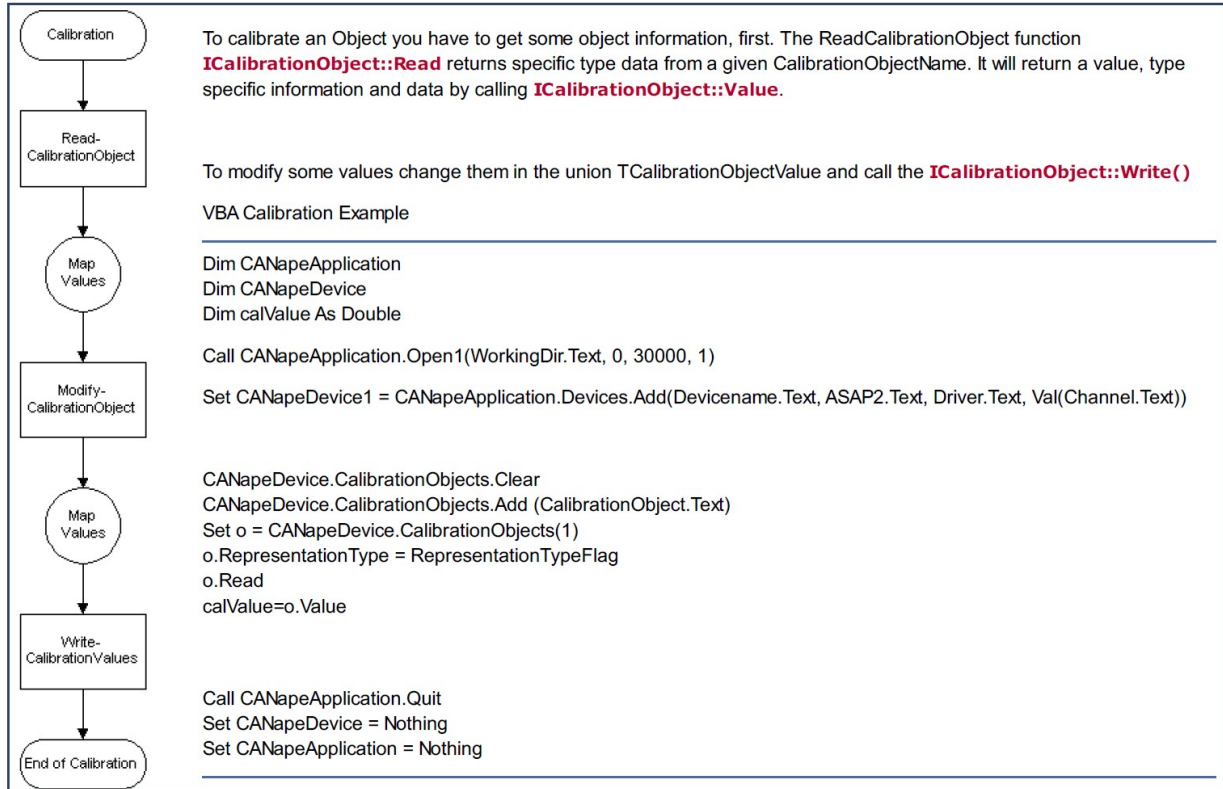 Calibration
Read-
CalibrationObject
Map
Values
Modify-
CalibrationObject
Map
Values
Write-
CalibrationValues
End of Calibration
To calibrate an Object you have to get some object information, first. The ReadCalibrationObject function
ICalibrationObject::Read returns specific type data from a given CalibrationObjectName. It will return a value, type
specific information and data by calling ICalibrationObject::Value.
To modify some values change them in the union TCalibrationObjectValue and call the ICalibrationObject::Write()
VBA Calibration Example
Dim CANapeApplication
Dim CANapeDevice
Dim calValue As Double
Call CANapeApplication.Open1(WorkingDir.Text, 0, 30000, 1)
Set CANapeDevice1 = CANapeApplication.Devices.Add(Devicename.Text, ASAP2.Text, Driver.Text, Val(Channel.Text))
CANapeDevice.CalibrationObjects.Clear
CANapeDevice.CalibrationObjects.Add (CalibrationObject.Text)
Set o = CANapeDevice.CalibrationObjects(1)
o.RepresentationType = RepresentationTypeFlag
o.Read
calValue=o.Value
Call CANapeApplication.Quit
Set CANapeDevice = Nothing
Set CANapeApplication = Nothing